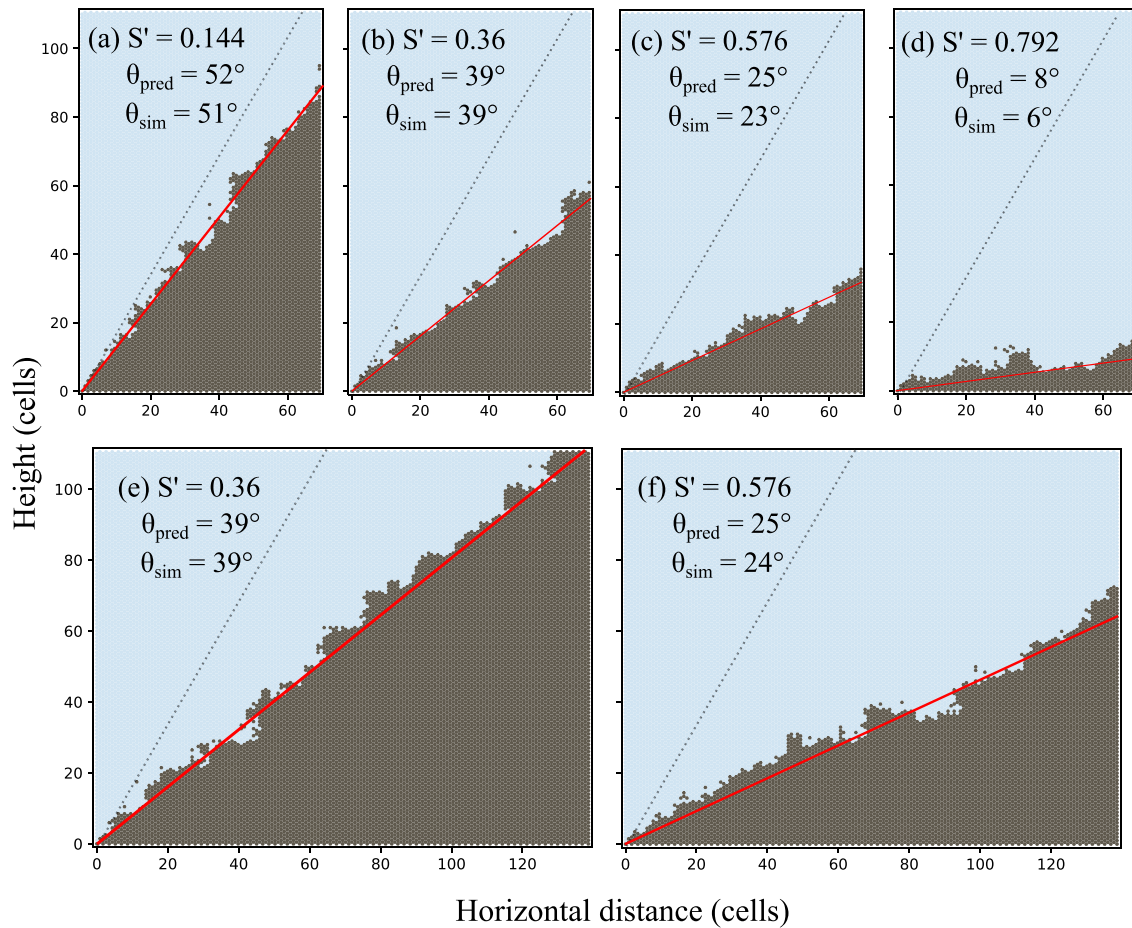 (a) S' = 0.144
θpred = 52°
θsim = 51°
(b) S' = 0.36
θpred = 39°
θsim = 39°
(c) S' = 0.576
θpred = 25°
θsim = 23°
(d) S' = 0.792
θpred = 8°
θsim = 6°
100
80
60
40
20
0
0 20 40 60
0 20 40 60
0 20 40 60
0 20 40 60
Height (cells)
(e) S' = 0.36
θpred = 39°
θsim = 39°
(f) S' = 0.576
θpred = 25°
θsim = 24°
100
80
60
40
20
0
0 20 40 60 80 100 120
0 20 40 60 80 100 120
Horizontal distance (cells)